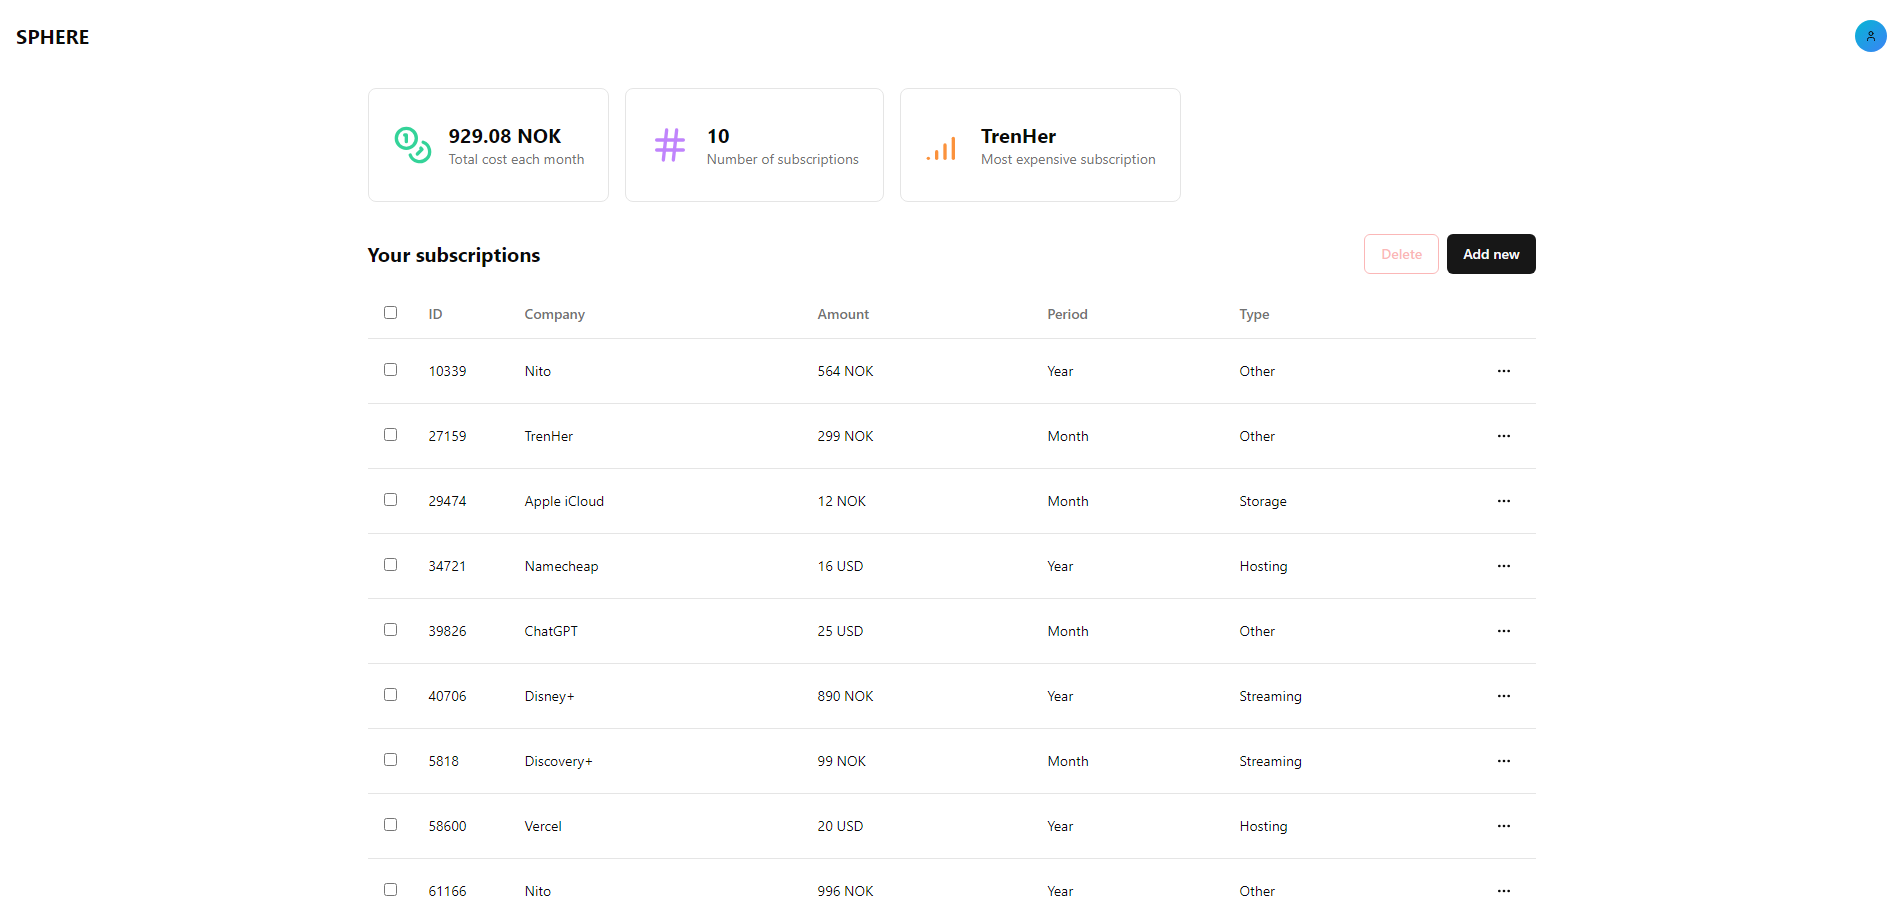 SPHERE
929.08 NOK
Total cost each month
10
Number of subscriptions
TrenHer
Most expensive subscription
Your subscriptions
Delete
Add new
ID Company Amount Period Type
10339 Nito 564 NOK Year Other
27159 TrenHer 299 NOK Month Other
29474 Apple iCloud 12 NOK Month Storage
34721 Namecheap 16 USD Year Hosting
39826 ChatGPT 25 USD Month Other
40706 Disney+ 890 NOK Year Streaming
5818 Discovery+ 99 NOK Month Streaming
58600 Vercel 20 USD Year Hosting
61166 Nito 996 NOK Year Other